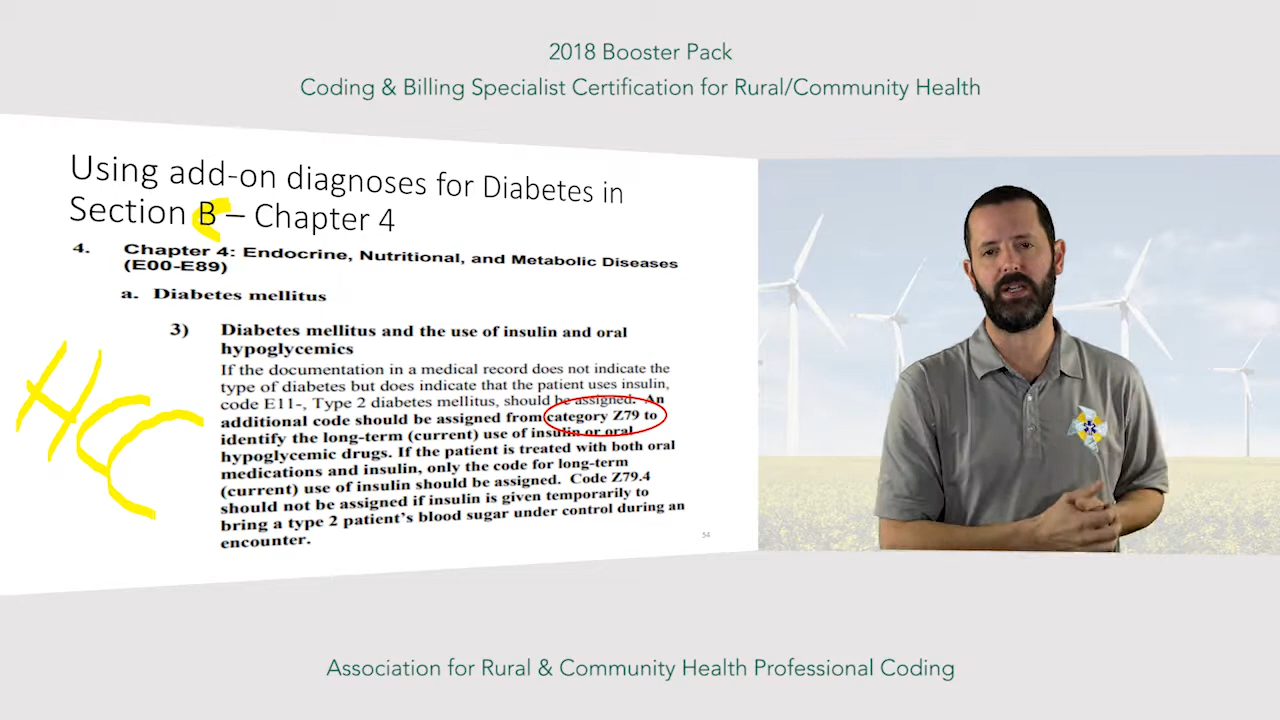 2018 Booster Pack
Coding & Billing Specialist Certification for Rural/Community Health
Using add-on diagnoses for Diabetes in
Section B – Chapter 4
4. Chapter 4: Endocrine, Nutritional, and Metabolic Diseases
(E00-E89)
a. Diabetes mellitus
3) Diabetes mellitus and the use of insulin and oral
hypoglycemics
If the documentation in a medical record does not indicate the
type of diabetes but does indicate that the patient uses insulin,
code E11-, Type 2 diabetes mellitus, should be assigned. An
additional code should be assigned from category Z79 to
identify the long-term (current) use of insulin or oral
hypoglycemic drugs. If the patient is treated with both oral
medications and insulin, only the code for long-term
(current) use of insulin should be assigned. Code Z79.4
should not be assigned if insulin is given temporarily to
bring a type 2 patient's blood sugar under control during an
encounter.
HCC
54
Association for Rural & Community Health Professional Coding